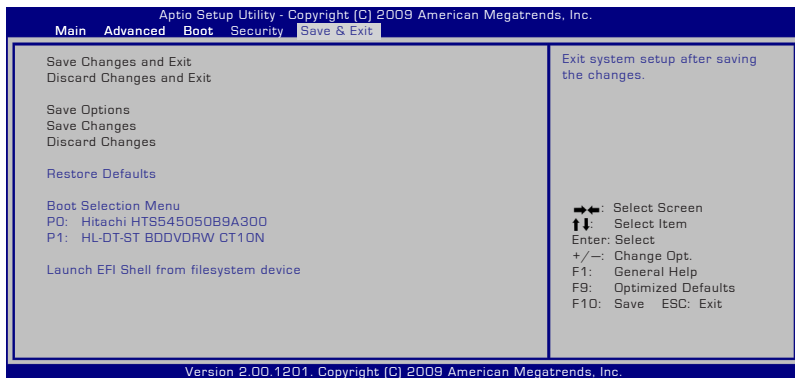 Aptio Setup Utility - Copyright (C) 2009 American Megatrends, Inc.
Main Advanced Boot Security Save & Exit
Save Changes and Exit
Discard Changes and Exit
Save Options
Save Changes
Discard Changes
Restore Defaults
Boot Selection Menu
P0: Hitachi HTS545050B9A300
P1: HL-DT-ST BDDVDRW CT10N
Launch EFI Shell from filesystem device
Exit system setup after saving
the changes.
→←: Select Screen
↑↓: Select Item
Enter: Select
+/—: Change Opt.
F1: General Help
F9: Optimized Defaults
F10: Save ESC: Exit
Version 2.00.1201. Copyright (C) 2009 American Megatrends, Inc.